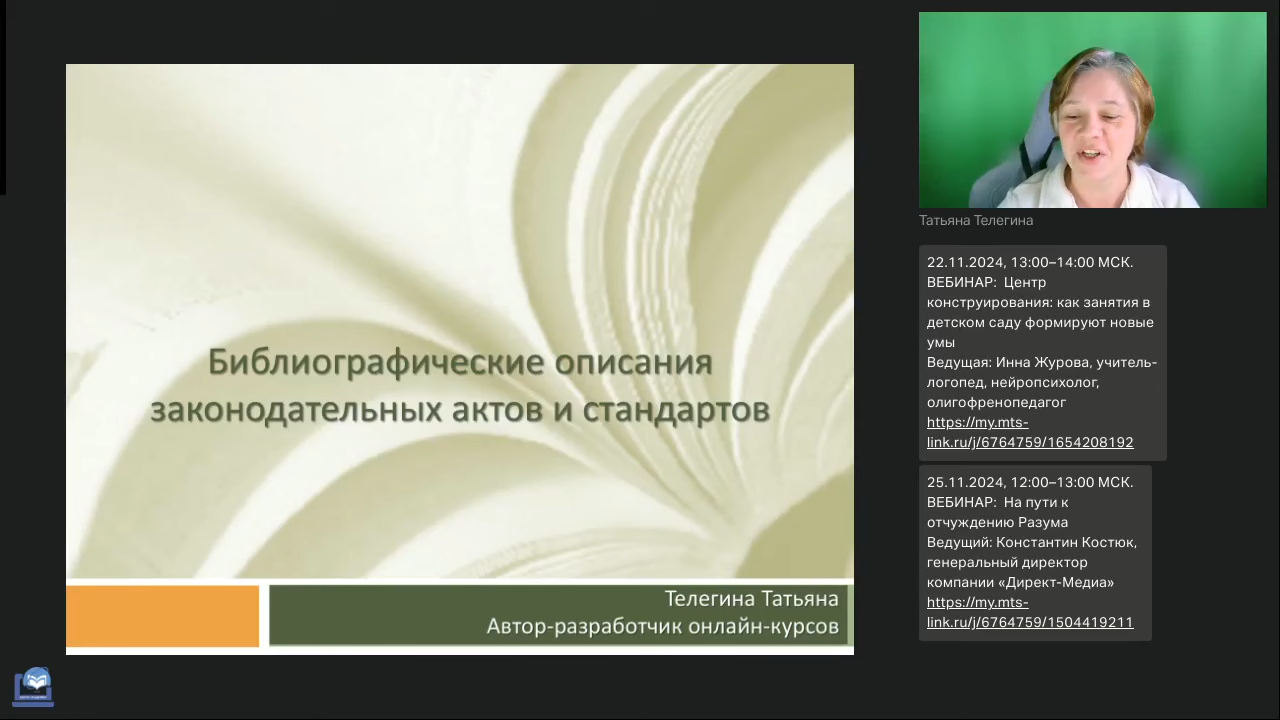 Библиографические описания
законодательных актов и стандартов
Телегина Татьяна
Автор-разработчик онлайн-курсов
Татьяна Телегина
22.11.2024, 13:00–14:00 МСК.
ВЕБИНАР:  Центр
конструирования: как занятия в
детском саду формируют новые
умы
Ведущая: Инна Журова, учитель-
логопед, нейропсихолог,
олигофренопедагог
https://my.mts-
link.ru/j/6764759/1654208192
25.11.2024, 12:00–13:00 МСК.
ВЕБИНАР:  На пути к
отчуждению Разума
Ведущий: Константин Костюк,
генеральный директор
компании «Директ-Медиа»
https://my.mts-
link.ru/j/6764759/1504419211